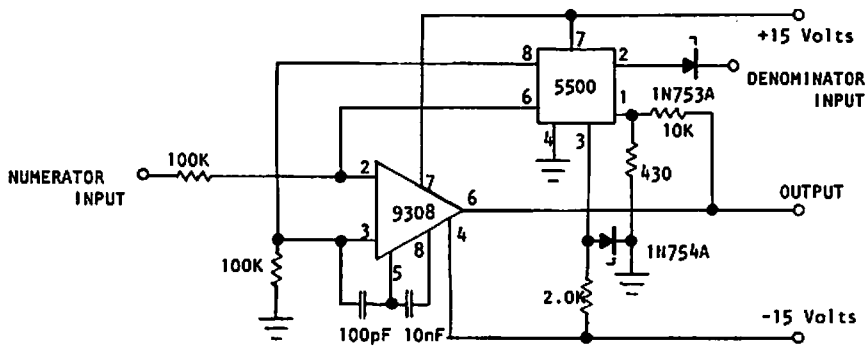 +15 Volts
8
7
2
5500
DENOMINATOR
INPUT
1N753A
6
1
10K
4
3
430
100K
NUMERATOR
INPUT
2
7
9308
6
OUTPUT
3
4
8
5
1N754A
100K
2.0K
100pF
10nF
-15 Volts